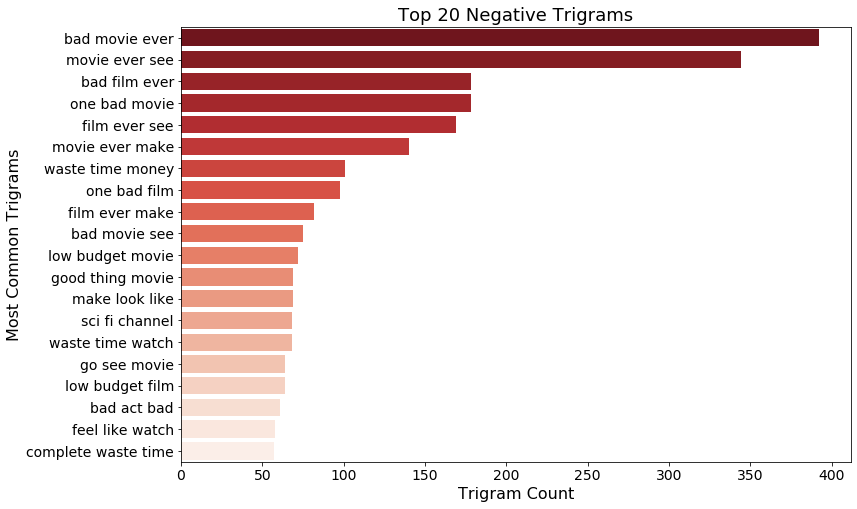 Top 20 Negative Trigrams
Most Common Trigrams
bad movie ever
movie ever see
bad film ever
one bad movie
film ever see
movie ever make
waste time money
one bad film
film ever make
bad movie see
low budget movie
good thing movie
make look like
sci fi channel
waste time watch
go see movie
low budget film
bad act bad
feel like watch
complete waste time
0 50 100 150 200 250 300 350 400
Trigram Count